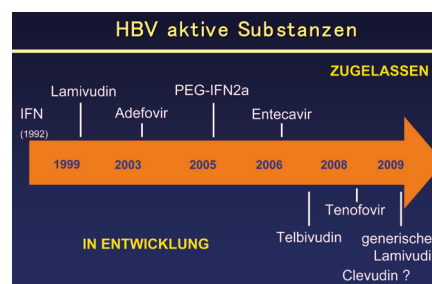 HBV aktive Substanzen
ZUGELASSEN
Lamivudin
PEG-IFN2a
IFN
Adefovir
Entecavir
(1992)
1999 2003 2005 2006 2008 2009
Tenofovir
IN ENTWICKLUNG
Telbivudin
generische
Lamivudi
Clevudin ?